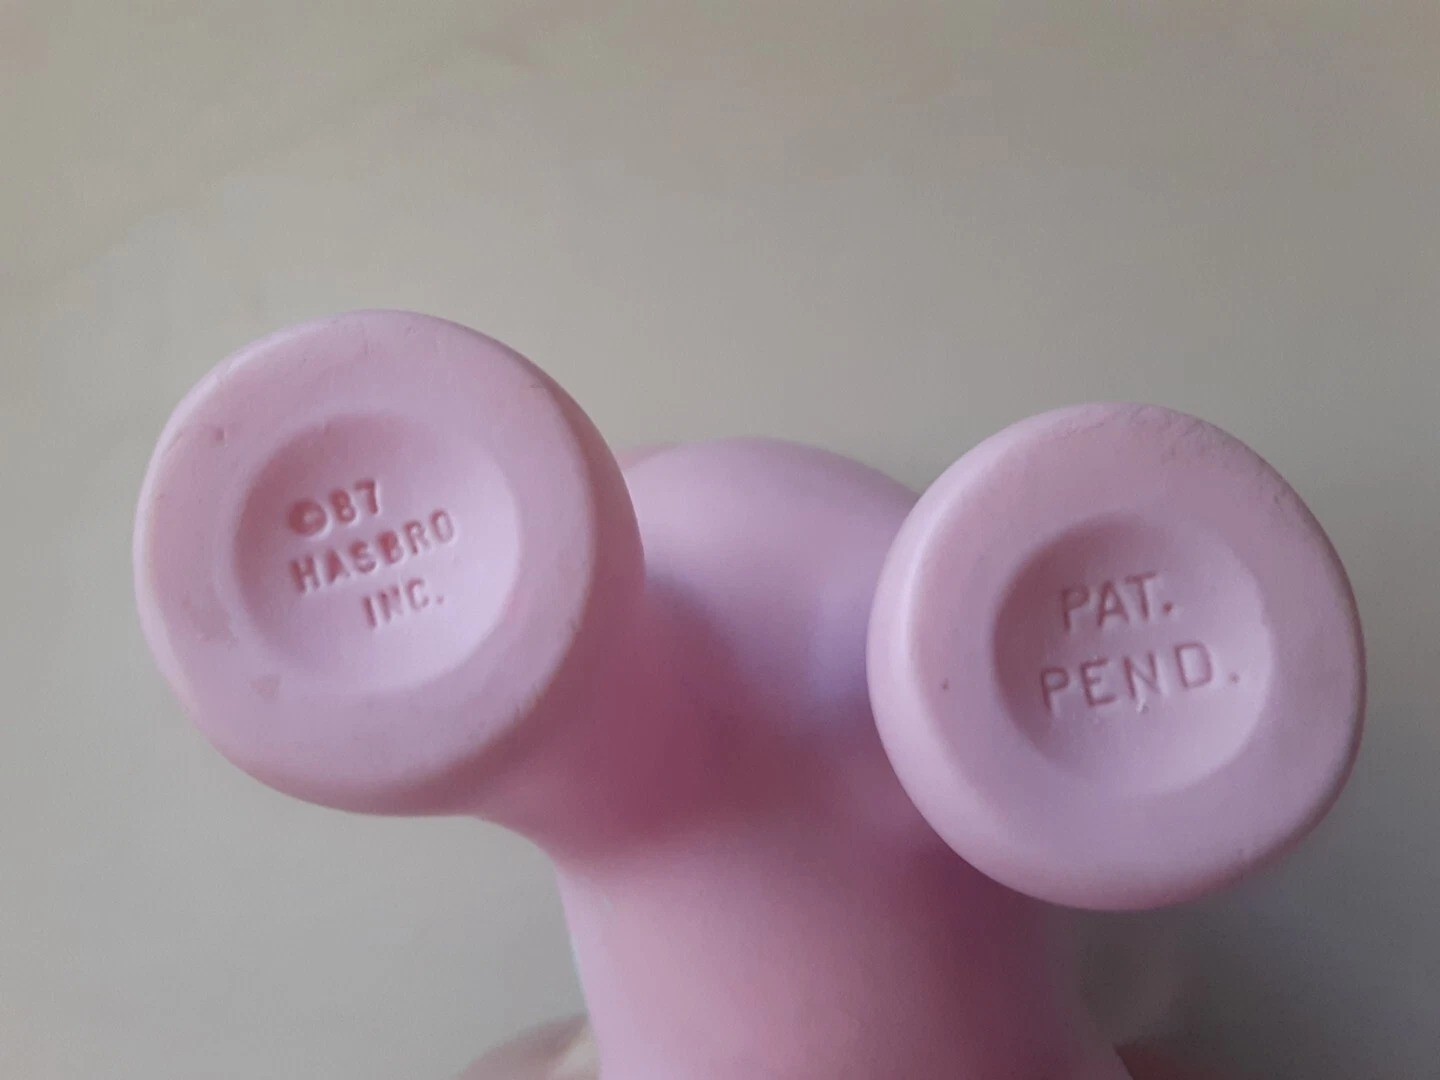 ©87
HASBRO
INC.
PAT.
PEND.